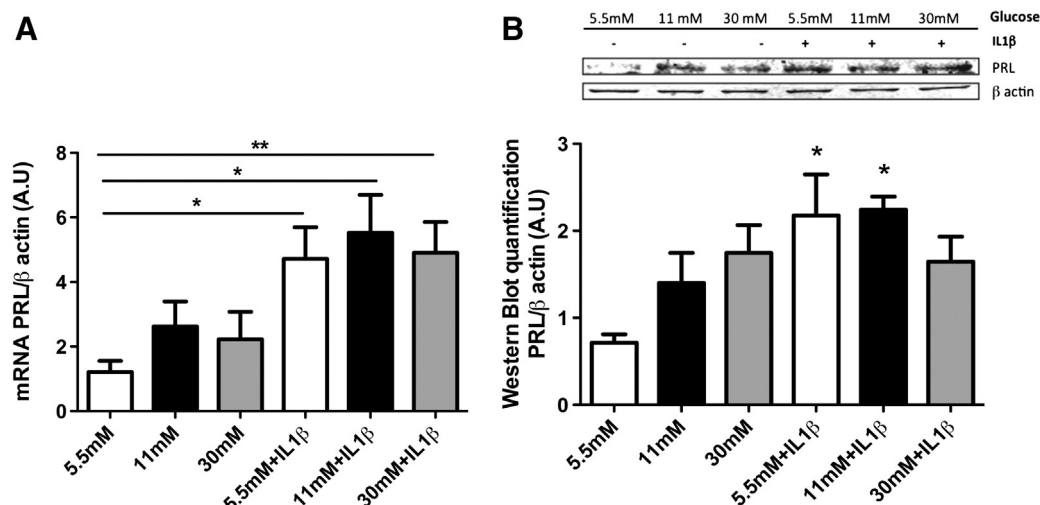 A
mRNA PRL/β actin (A.U)
8
6
4
2
0
**
*
*
5.5mM
11mM
30mM
5.5mM+IL1β
11mM+IL1β
30mM+IL1β
B
5.5mM 11 mM 30 mM 5.5mM 11mM 30mM Glucose
- - - + + + IL1β
PRL
β actin
Western Blot quantification
PRL/β actin (A.U)
3
2
1
0
* *
5.5mM
11mM
30mM
5.5mM+IL1β
11mM+IL1β
30mM+IL1β